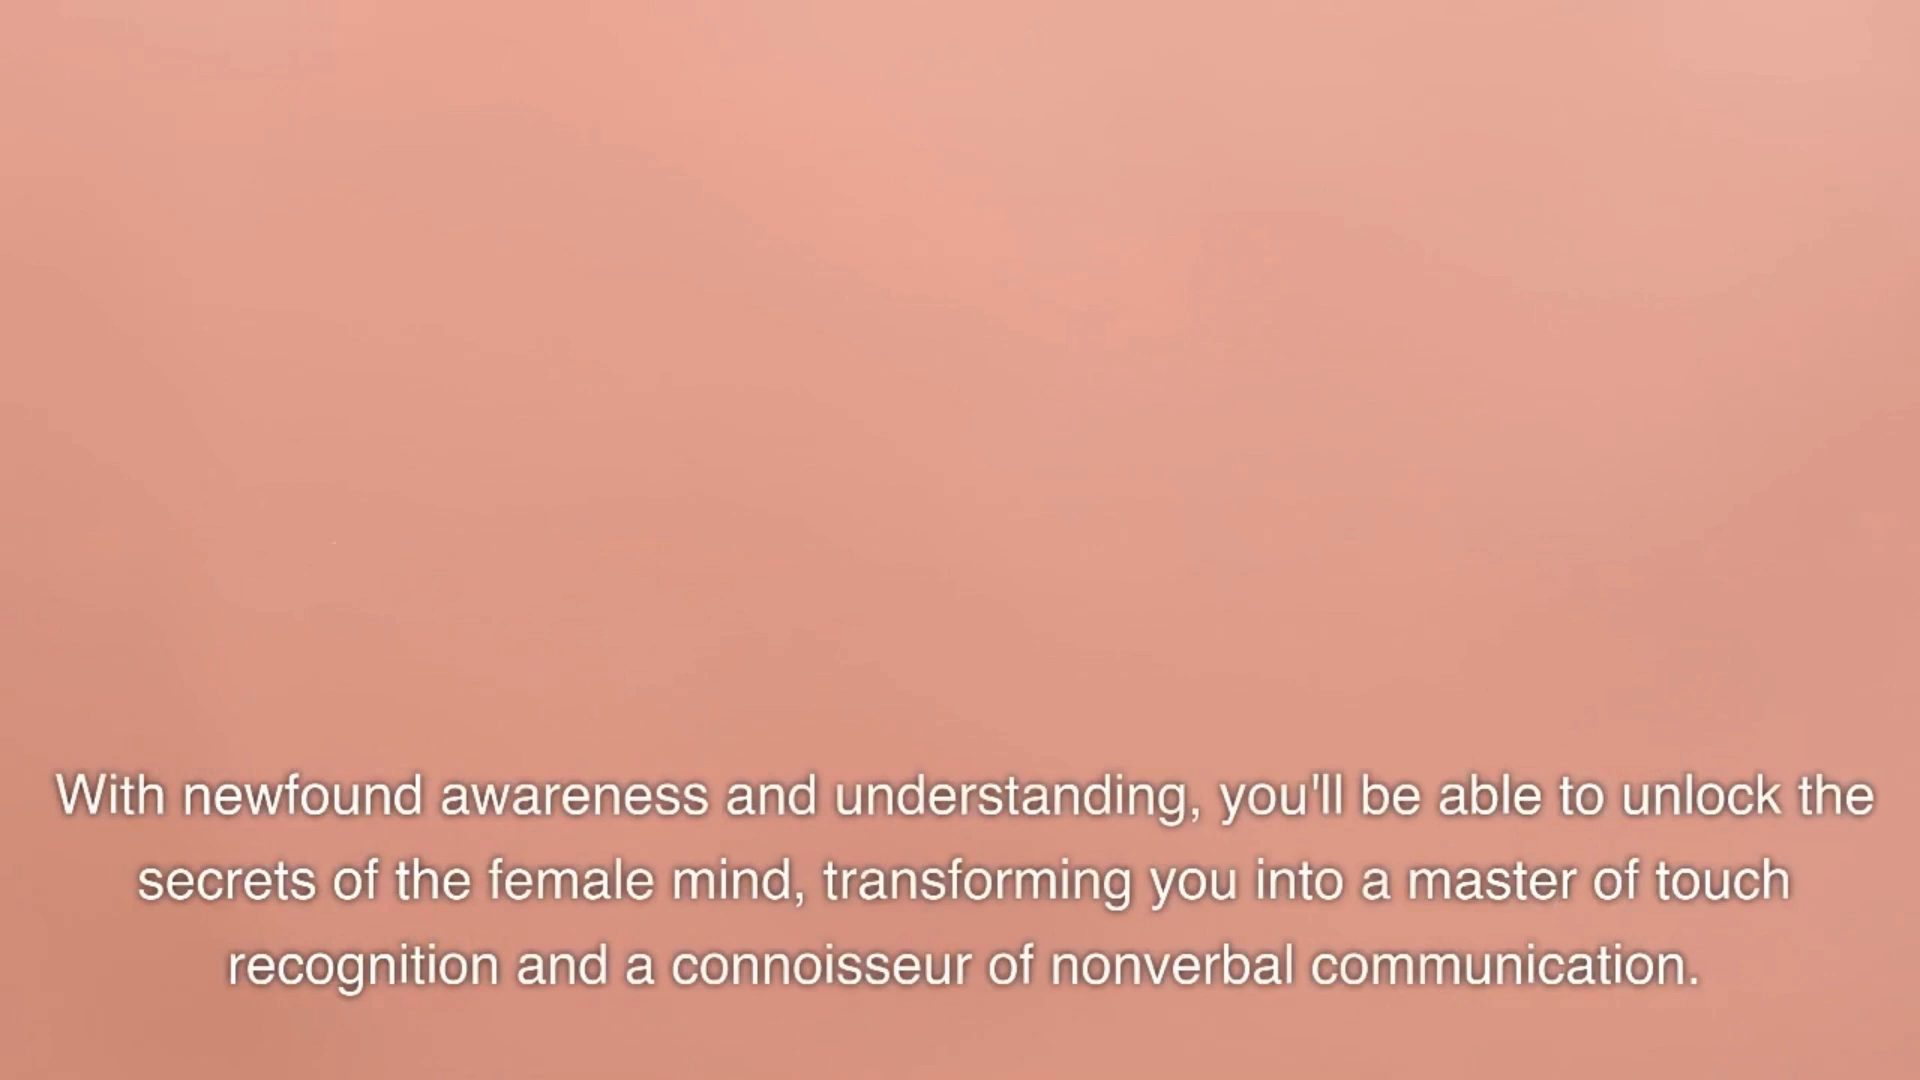 With newfound awareness and understanding, you'll be able to unlock the
secrets of the female mind, transforming you into a master of touch
recognition and a connoisseur of nonverbal communication.